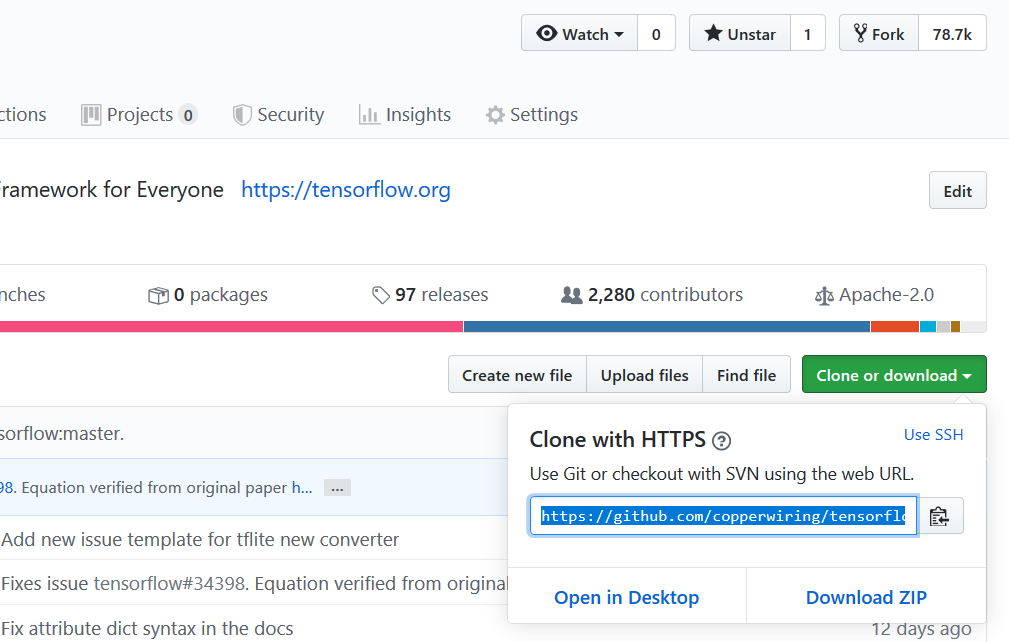 Watch 0 Unstar 1 Fork 78.7k
ctions Projects 0 Security Insights Settings
Framework for Everyone https://tensorflow.org Edit
nches 0 packages 97 releases 2,280 contributors Apache-2.0
Create new file Upload files Find file Clone or download
sorflow:master.
Clone with HTTPS ? Use SSH
Use Git or checkout with SVN using the web URL.
98. Equation verified from original paper h... ...
https://github.com/copperwiring/tensorflo
Add new issue template for tflite new converter
Fixes issue tensorflow#34398. Equation verified from original
Open in Desktop Download ZIP
Fix attribute dict syntax in the docs 12 days ago